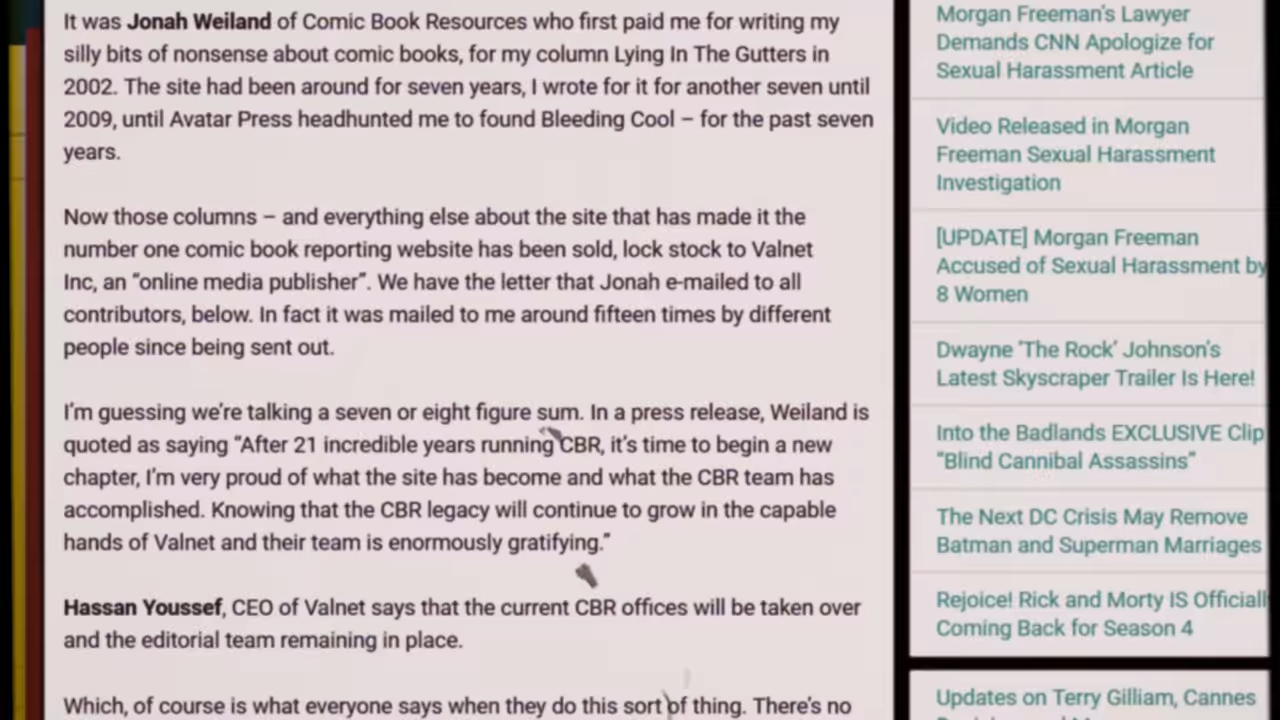 It was Jonah Weiland of Comic Book Resources who first paid me for writing my
silly bits of nonsense about comic books, for my column Lying In The Gutters in
2002. The site had been around for seven years, I wrote for it for another seven until
2009, until Avatar Press headhunted me to found Bleeding Cool – for the past seven
years.
Now those columns – and everything else about the site that has made it the
number one comic book reporting website has been sold, lock stock to Valnet
Inc, an “online media publisher”. We have the letter that Jonah e-mailed to all
contributors, below. In fact it was mailed to me around fifteen times by different
people since being sent out.
I’m guessing we’re talking a seven or eight figure sum. In a press release, Weiland is
quoted as saying “After 21 incredible years running CBR, it’s time to begin a new
chapter, I’m very proud of what the site has become and what the CBR team has
accomplished. Knowing that the CBR legacy will continue to grow in the capable
hands of Valnet and their team is enormously gratifying.”
Hassan Youssef, CEO of Valnet says that the current CBR offices will be taken over
and the editorial team remaining in place.
Which, of course is what everyone says when they do this sort of thing. There’s no
Morgan Freeman’s Lawyer
Demands CNN Apologize for
Sexual Harassment Article
Video Released in Morgan
Freeman Sexual Harassment
Investigation
[UPDATE] Morgan Freeman
Accused of Sexual Harassment by
8 Women
Dwayne ‘The Rock’ Johnson’s
Latest Skyscraper Trailer Is Here!
Into the Badlands EXCLUSIVE Clip
“Blind Cannibal Assassins”
The Next DC Crisis May Remove
Batman and Superman Marriages
Rejoice! Rick and Morty IS Officiall
Coming Back for Season 4
Updates on Terry Gilliam, Cannes